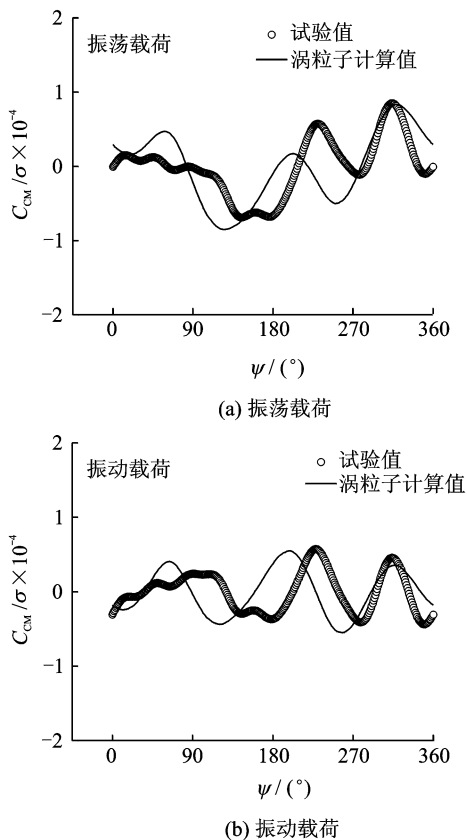 2
振荡载荷
试验值
涡粒子计算值
1
0
−1
−2
C_CM/σ×10⁻⁴
0 90 180 270 360
ψ/(°)
(a) 振荡载荷
2
振动载荷
试验值
涡粒子计算值
1
0
−1
−2
C_CM/σ×10⁻⁴
0 90 180 270 360
ψ/(°)
(b) 振动载荷